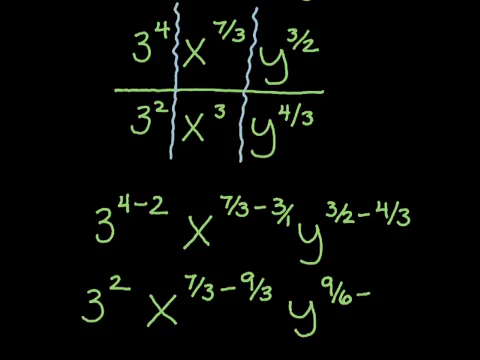 3^4 x^7/3 y^3/2
3^2 x^3 y^4/3
3^4-2 x^7/3-3/1 y^3/2-4/3
3^2 x^7/3-9/3 y^9/6-